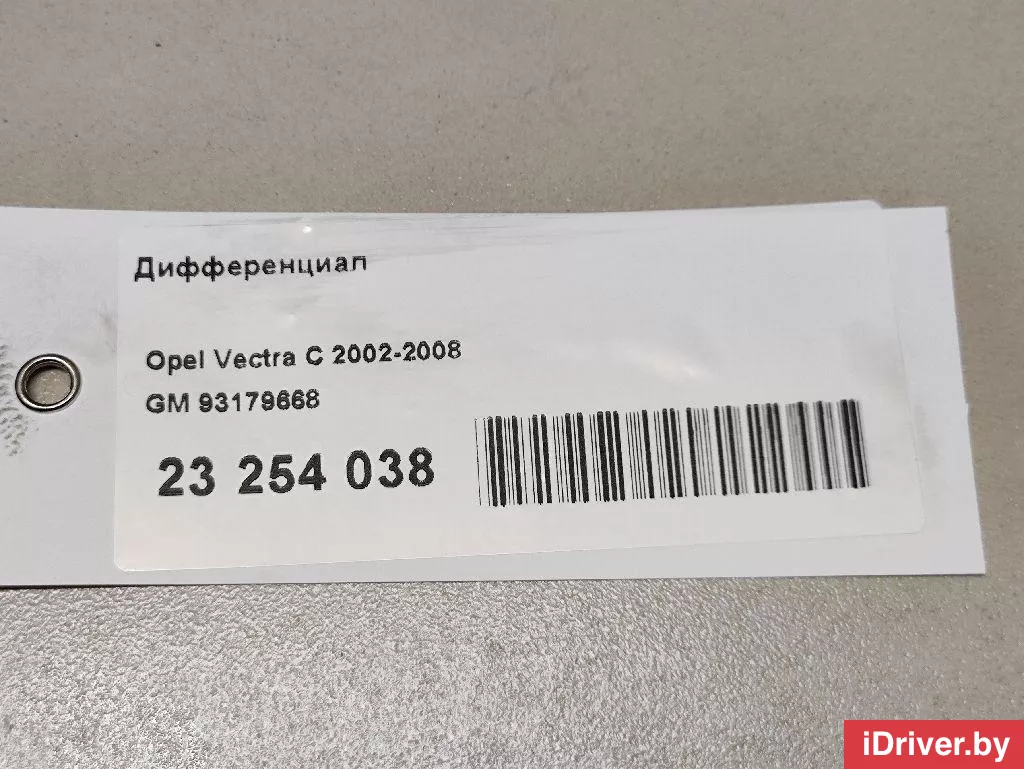 Дифференциал
Opel Vectra C 2002-2008
GM 93179668
23 254 038
iDriver.by